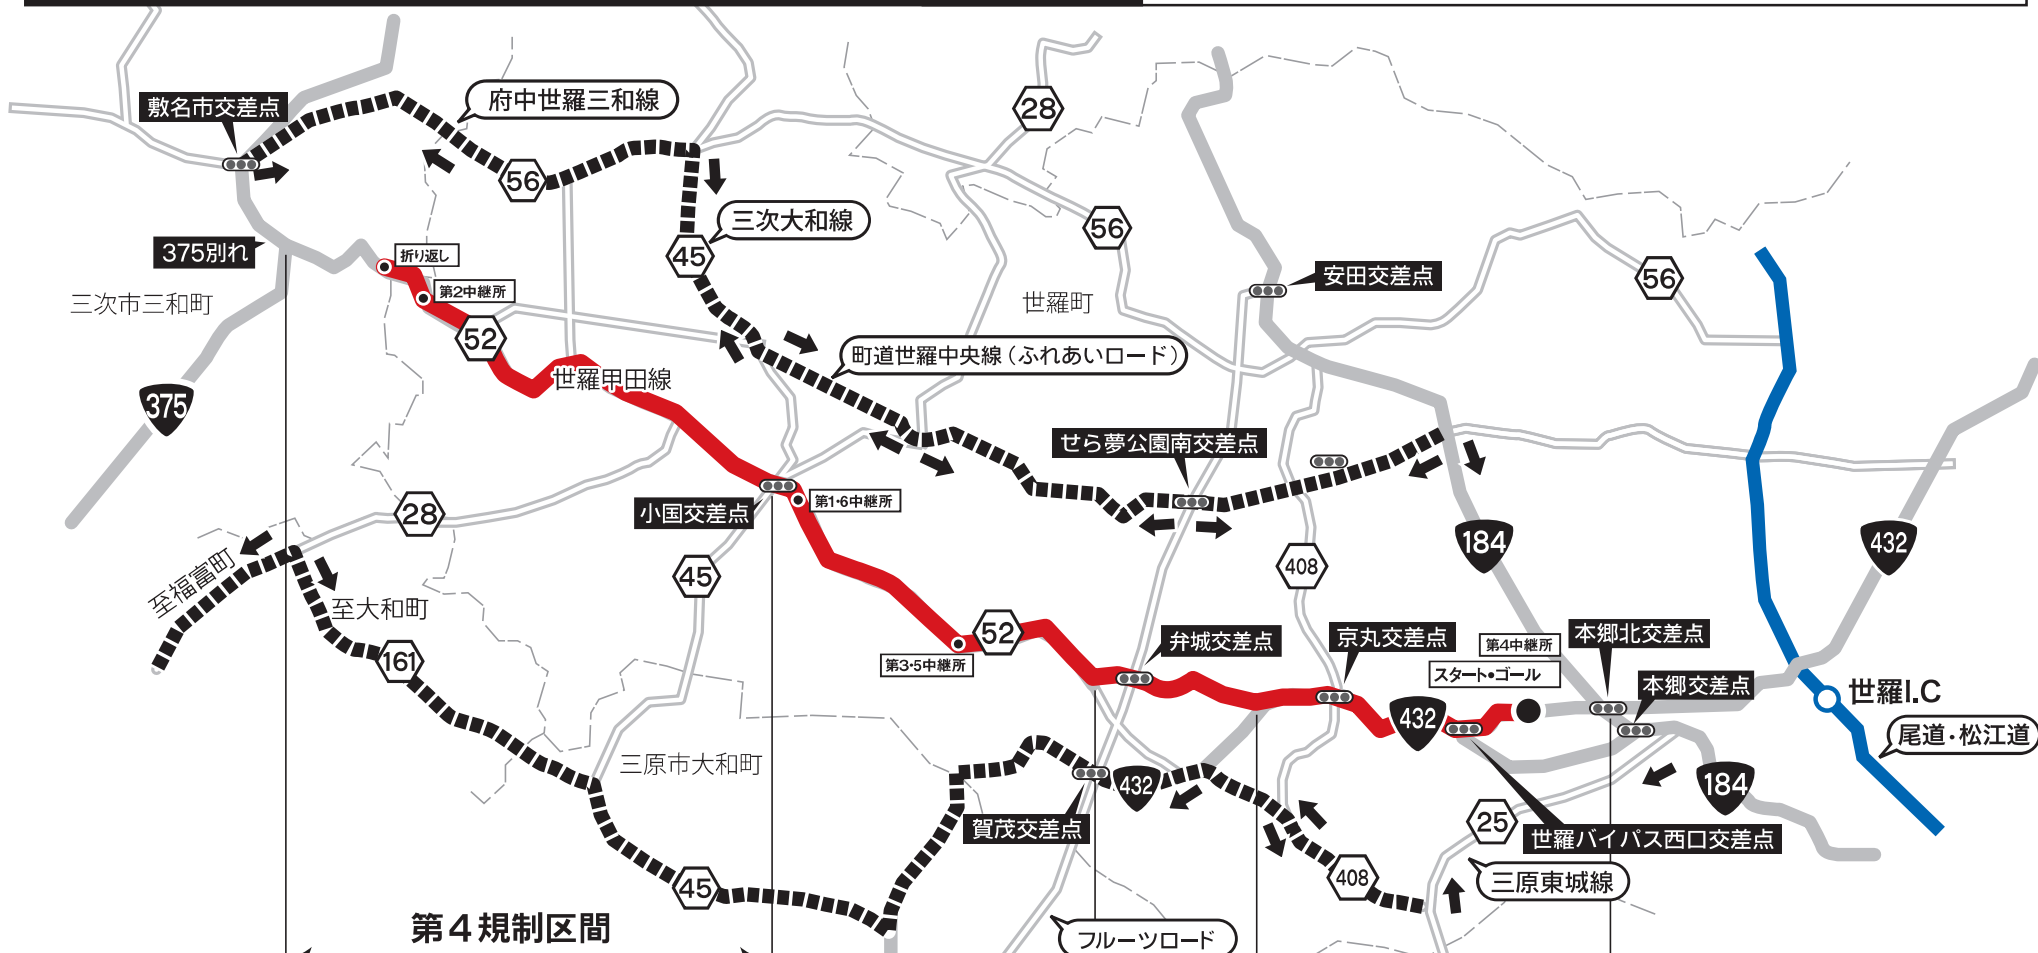 敷名市交差点
府中世羅三和線
28
56
三次大和線
45
56
56
375別れ
折り返し
第2中継所
安田交差点
三次市三和町
52
世羅町
町道世羅中央線（ふれあいロード）
世羅甲田線
375
せら夢公園南交差点
第1・6中継所
小国交差点
28
184
432
408
45
至福富町
至大和町
161
52
弁城交差点
京丸交差点
第4中継所
本郷北交差点
第3・5中継所
スタート・ゴール
本郷交差点
世羅I.C
432
尾道・松江道
三原市大和町
432
184
賀茂交差点
25
世羅バイパス西口交差点
45
408
三原東城線
第4規制区間
フルーツロード